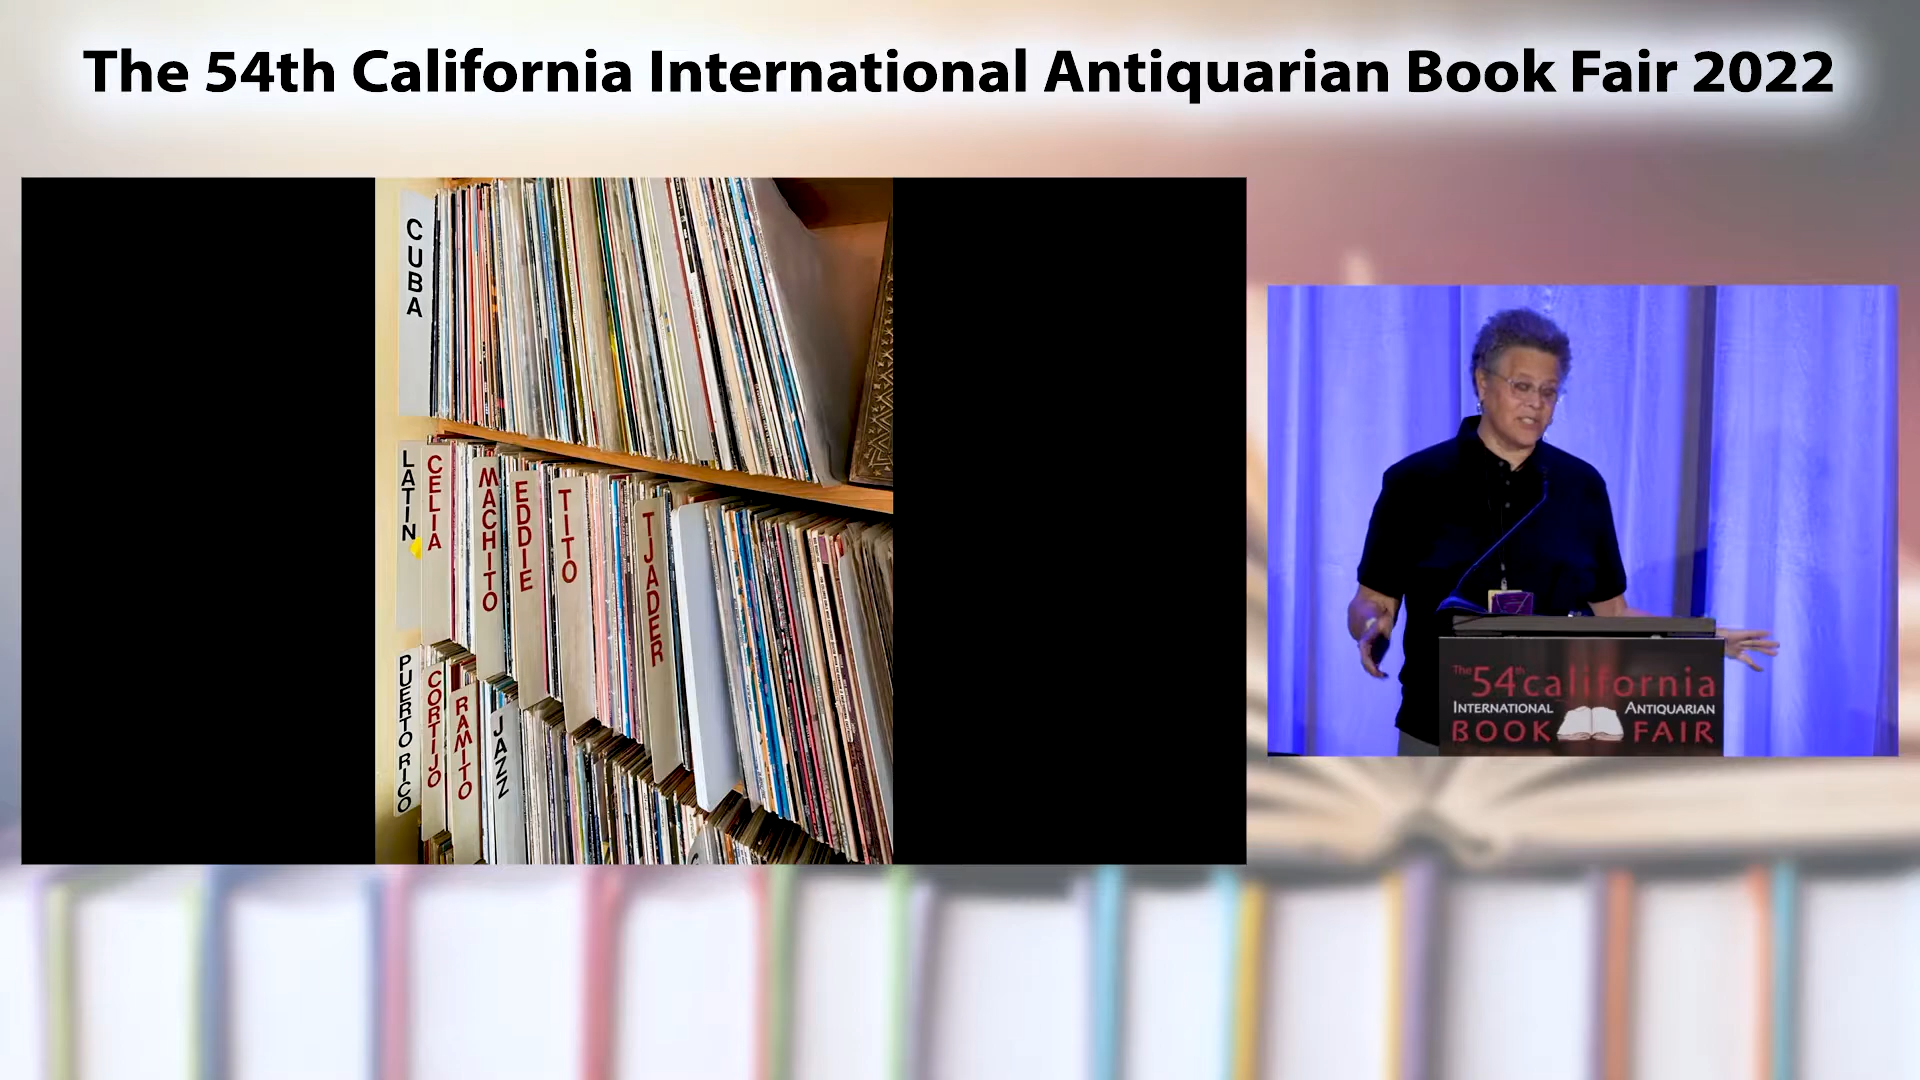 The 54th California International Antiquarian Book Fair 2022
CUBA
LATIN
CELIA
MACHITO
EDDIE
TITO
TJADER
PUERTO RICO
CORTIJO
RAMITO
JAZZ
The 54th california
INTERNATIONAL ANTIQUARIAN
BOOK FAIR